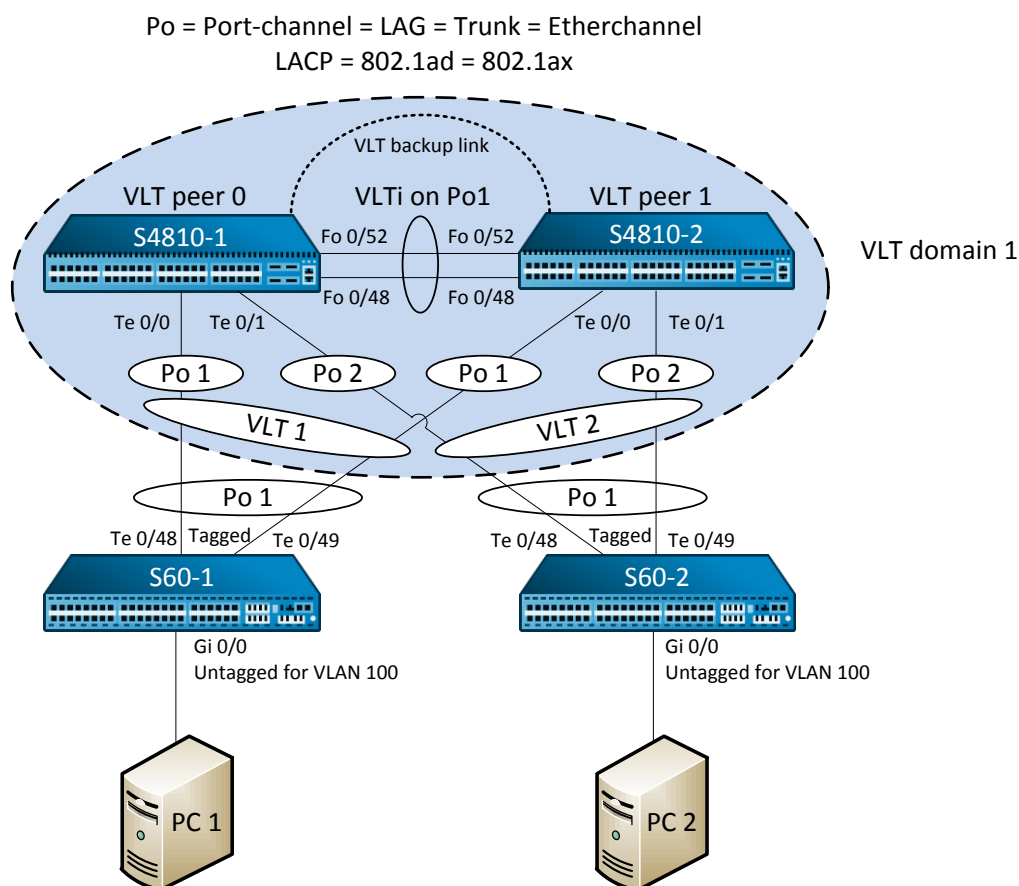 Po = Port-channel = LAG = Trunk = Etherchannel
LACP = 802.1ad = 802.1ax
VLT backup link
VLT peer 0
VLTi on Po1
VLT peer 1
S4810-1
Fo 0/52
Fo 0/52
S4810-2
VLT domain 1
Fo 0/48
Fo 0/48
Te 0/0
Te 0/1
Te 0/0
Te 0/1
Po 1
Po 2
Po 1
Po 2
VLT 1
VLT 2
Po 1
Po 1
Te 0/48
Tagged
Te 0/49
Te 0/48
Tagged
Te 0/49
S60-1
S60-2
Gi 0/0
Untagged for VLAN 100
Gi 0/0
Untagged for VLAN 100
PC 1
PC 2